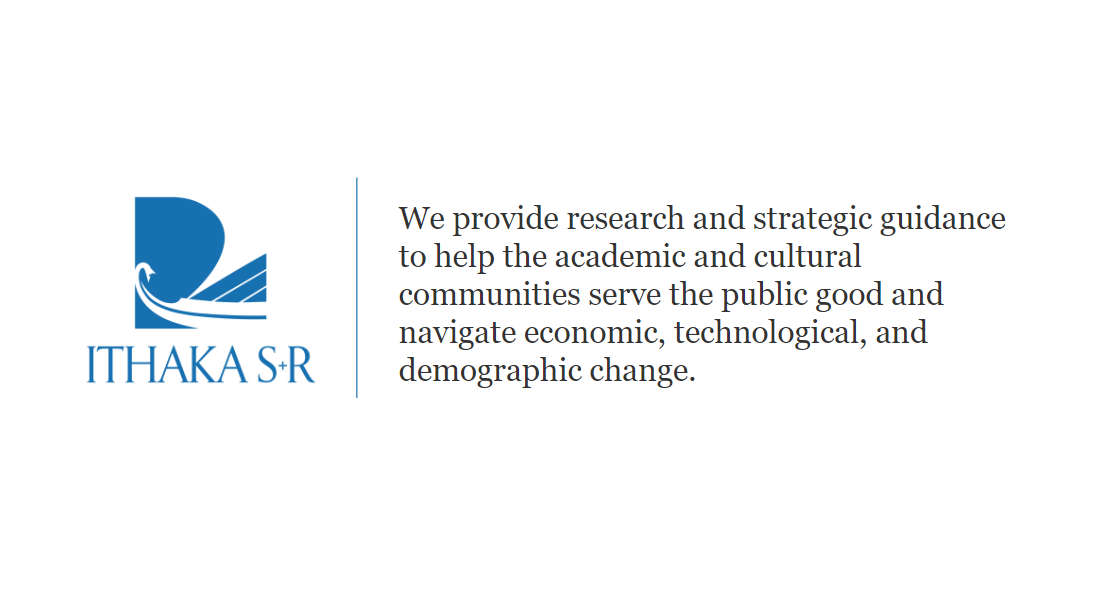 ITHAKA S+R
We provide research and strategic guidance
to help the academic and cultural
communities serve the public good and
navigate economic, technological, and
demographic change.